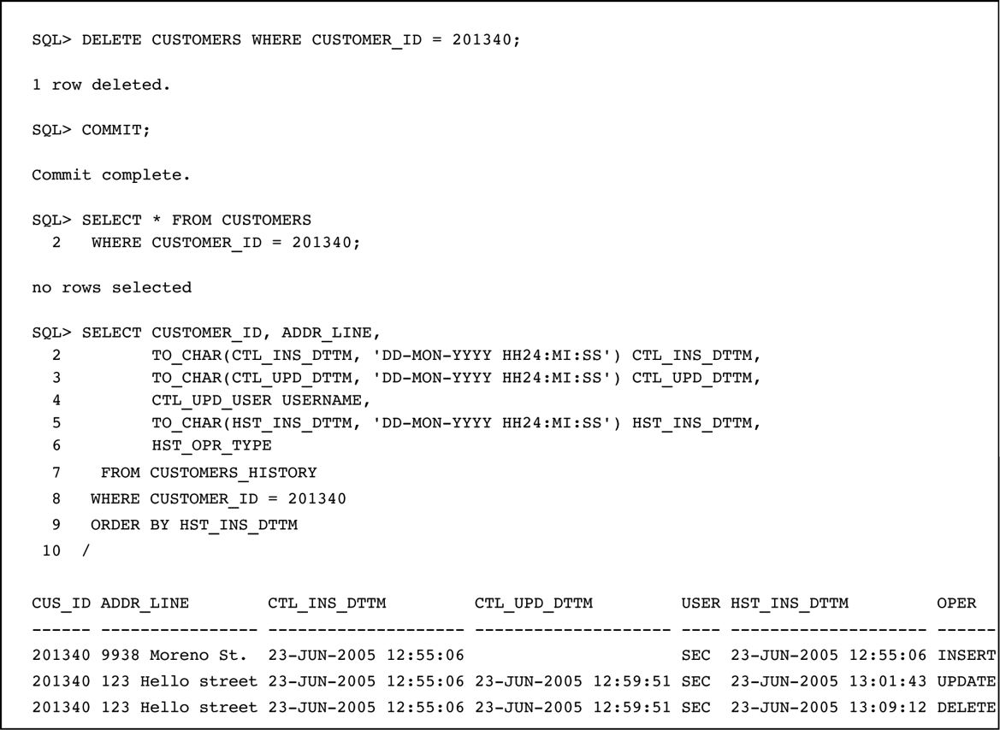 SQL> DELETE CUSTOMERS WHERE CUSTOMER_ID = 201340;
1 row deleted.
SQL> COMMIT;
Commit complete.
SQL> SELECT * FROM CUSTOMERS
2 WHERE CUSTOMER_ID = 201340;
no rows selected
SQL> SELECT CUSTOMER_ID, ADDR_LINE,
2 TO_CHAR(CTL_INS_DTTM, 'DD-MON-YYYY HH24:MI:SS') CTL_INS_DTTM,
3 TO_CHAR(CTL_UPD_DTTM, 'DD-MON-YYYY HH24:MI:SS') CTL_UPD_DTTM,
4 CTL_UPD_USER USERNAME,
5 TO_CHAR(HST_INS_DTTM, 'DD-MON-YYYY HH24:MI:SS') HST_INS_DTTM,
6 HST_OPR_TYPE
7 FROM CUSTOMERS_HISTORY
8 WHERE CUSTOMER_ID = 201340
9 ORDER BY HST_INS_DTTM
10 /
CUS_ID ADDR_LINE CTL_INS_DTTM CTL_UPD_DTTM USER HST_INS_DTTM OPER
------ ---------------- -------------------- -------------------- ---- -------------------- ------
201340 9938 Moreno St. 23-JUN-2005 12:55:06 SEC 23-JUN-2005 12:55:06 INSERT
201340 123 Hello street 23-JUN-2005 12:55:06 23-JUN-2005 12:59:51 SEC 23-JUN-2005 13:01:43 UPDATE
201340 123 Hello street 23-JUN-2005 12:55:06 23-JUN-2005 12:59:51 SEC 23-JUN-2005 13:09:12 DELETE